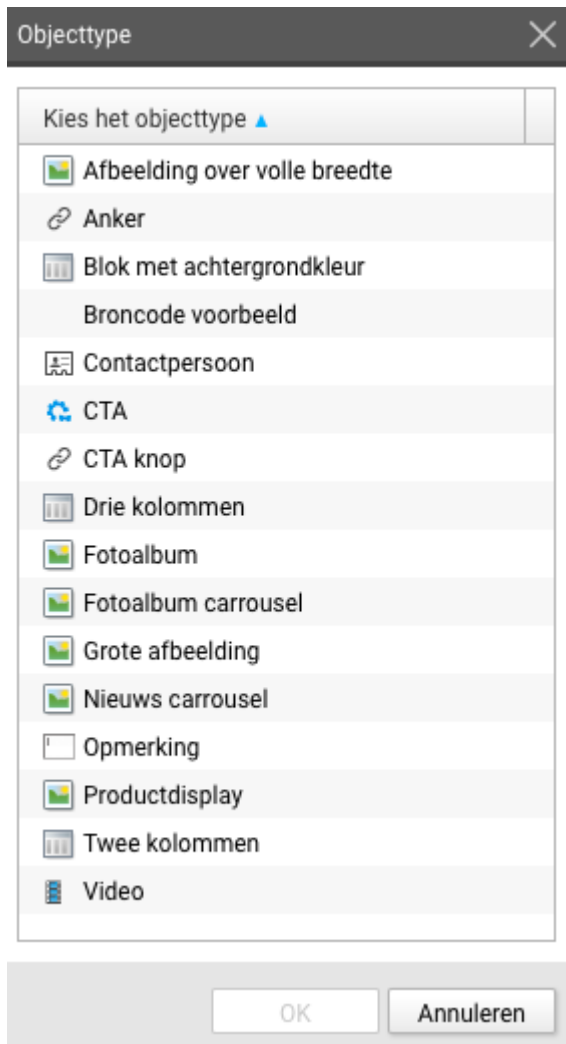 Objecttype
Kies het objecttype
Afbeelding over volle breedte
Anker
Blok met achtergrondkleur
Broncode voorbeeld
Contactpersoon
CTA
CTA knop
Drie kolommen
Fotoalbum
Fotoalbum carrousel
Grote afbeelding
Nieuws carrousel
Opmerking
Productdisplay
Twee kolommen
Video
OK Annuleren